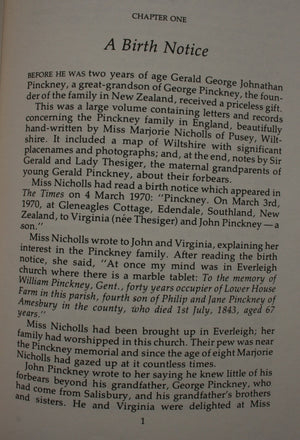 CHAPTER ONE
A Birth Notice
BEFORE HE WAS two years of age Gerald George Johnathan
Pinckney, a great-grandson of George Pinckney, the foun-
der of the family in New Zealand, received a priceless gift.
This was a large volume containing letters and records
concerning the Pinckney family in England, beautifully
hand-written by Miss Marjorie Nicholls of Pusey, Wilt-
shire. It included a map of Wiltshire with significant
placenames and photographs; and, at the end, notes by Sir
Gerald and Lady Thesiger, the maternal grandparents of
young Gerald Pinckney, about their forbears.
Miss Nicholls had read a birth notice which appeared in
The Times on 4 March 1970: “Pinckney. On March 3rd,
1970, at Gleneagles Cottage, Edendale, Southland, New
Zealand, to Virginia (née Thesiger) and John Pinckney—a
son.”
Miss Nicholls wrote to John and Virginia, explaining her
interest in the Pinckney family. After reading the birth
notice, she said, “At once my mind was in Everleigh
church where there is a marble tablet: To the memory of
William Pinckney, Gent., forty years occupier of Lower House
Farm in this parish, fourth son of Philip and Jane Pinckney of
Amesbury in the county, who died 1st July, 1843, aged 67
years.”
Miss Nicholls had been brought up in Everleigh; her
family had worshipped in this church. Their pew was near
the Pinckney memorial and since the age of eight Marjorie
Nicholls had gazed up at it countless times.
John Pinckney wrote to her saying he knew little of his
forbears beyond his grandfather, George Pinckney, who
had come from Salisbury, and his grandfather's brothers
and sisters. He and Virginia were delighted at Miss
1